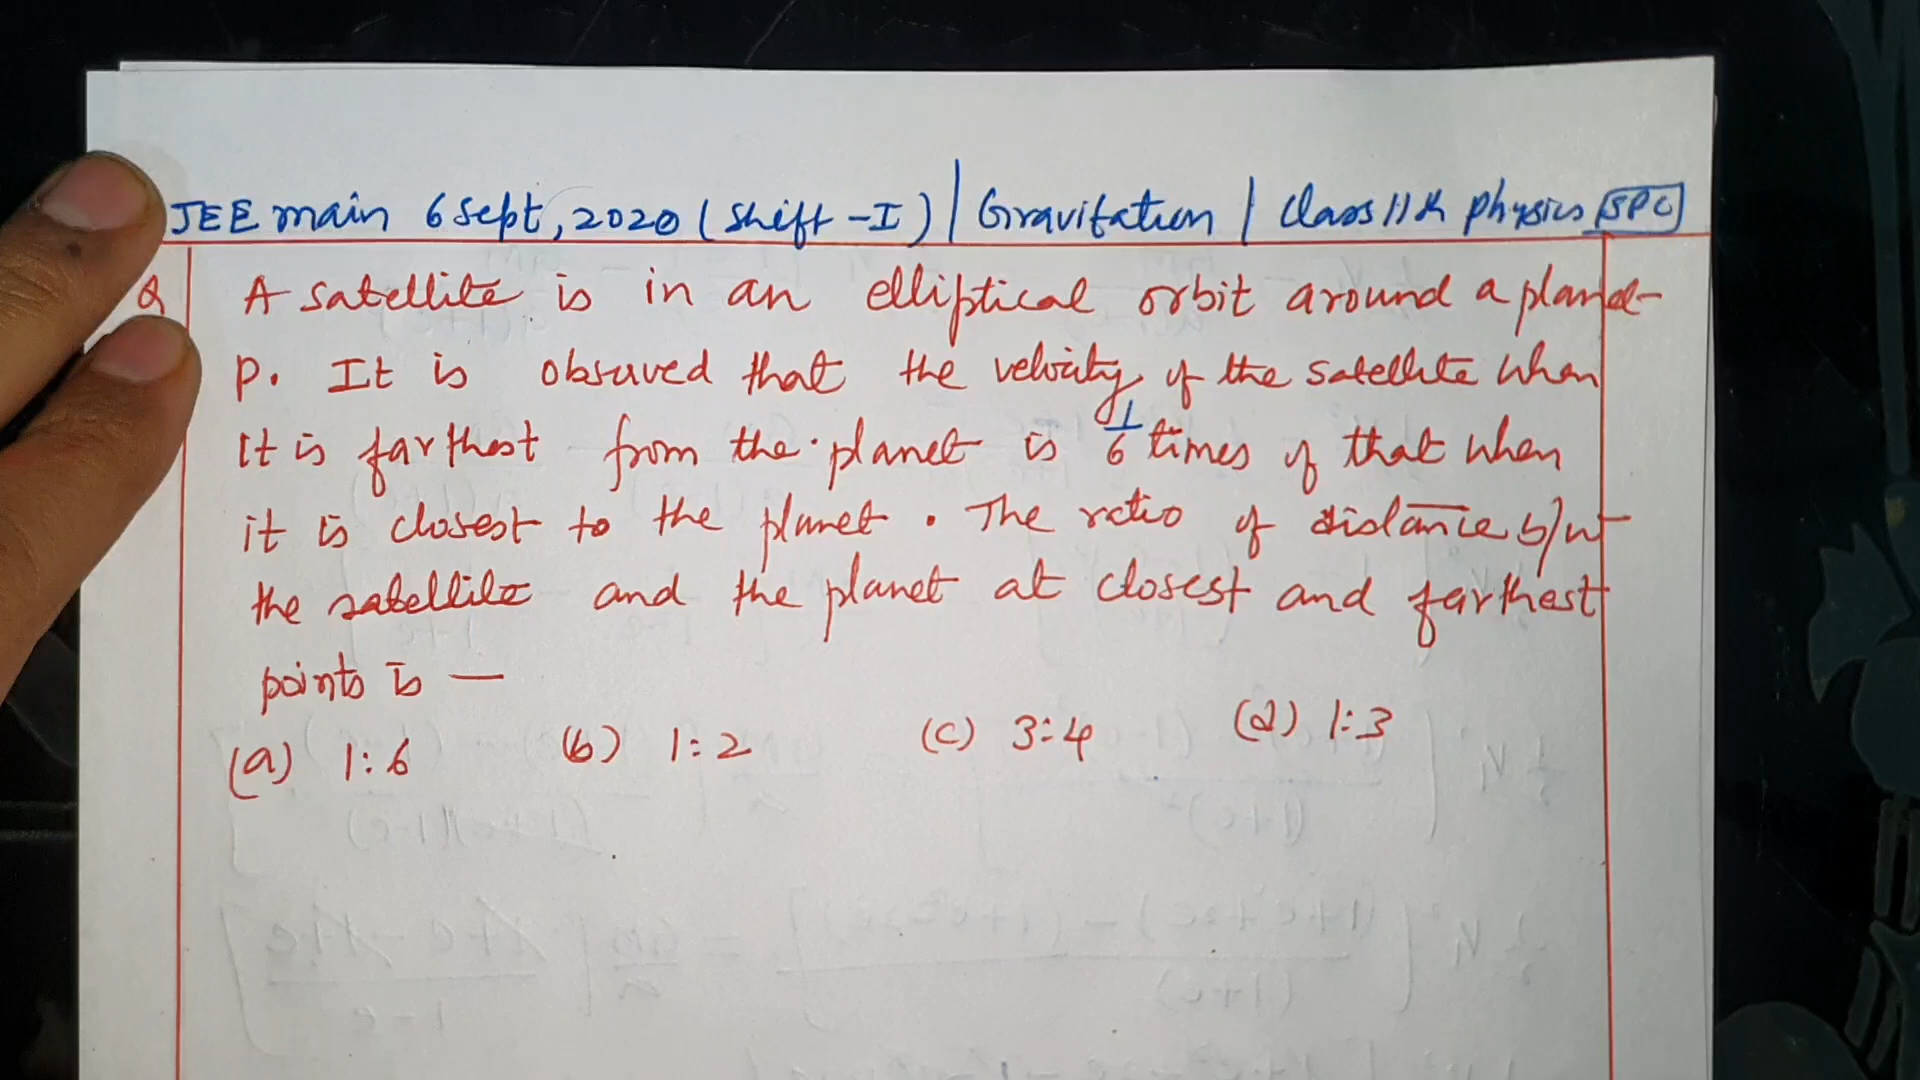 JEE main 6 Sept, 2020 (Shift-I) | Gravitation | Class 11th Physics SPC
Q A satellite is in an elliptical orbit around a planet
P. It is observed that the velocity of the satellite when
it is farthest from the planet is 1/6 times of that when
it is closest to the planet. The ratio of distance b/w
the satellite and the planet at closest and farthest
points is —
(a) 1:6 (b) 1:2 (c) 3:4 (d) 1:3